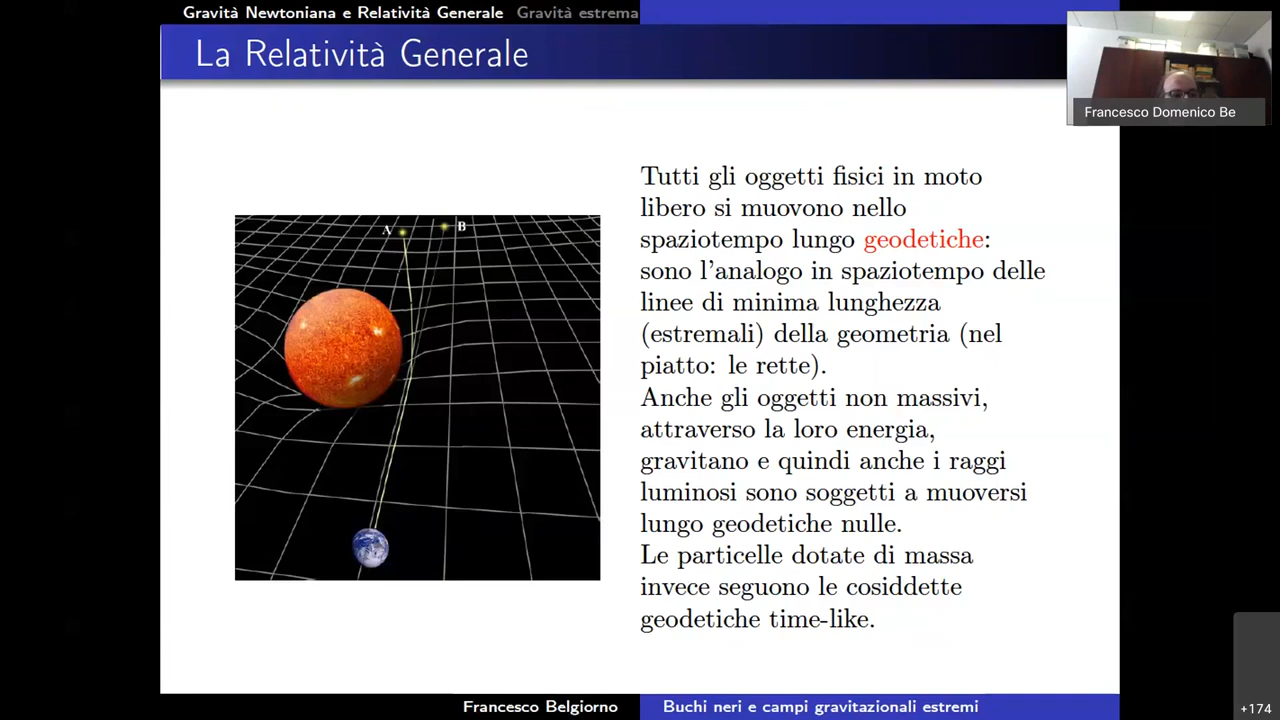 Gravità Newtoniana e Relatività Generale Gravità estrema
La Relatività Generale
Francesco Domenico Be
A
B
Tutti gli oggetti fisici in moto
libero si muovono nello
spaziotempo lungo geodetiche:
sono l'analogo in spaziotempo delle
linee di minima lunghezza
(estremali) della geometria (nel
piatto: le rette).
Anche gli oggetti non massivi,
attraverso la loro energia,
gravitano e quindi anche i raggi
luminosi sono soggetti a muoversi
lungo geodetiche nulle.
Le particelle dotate di massa
invece seguono le cosiddette
geodetiche time-like.
Francesco Belgiorno
Buchi neri e campi gravitazionali estremi
+174